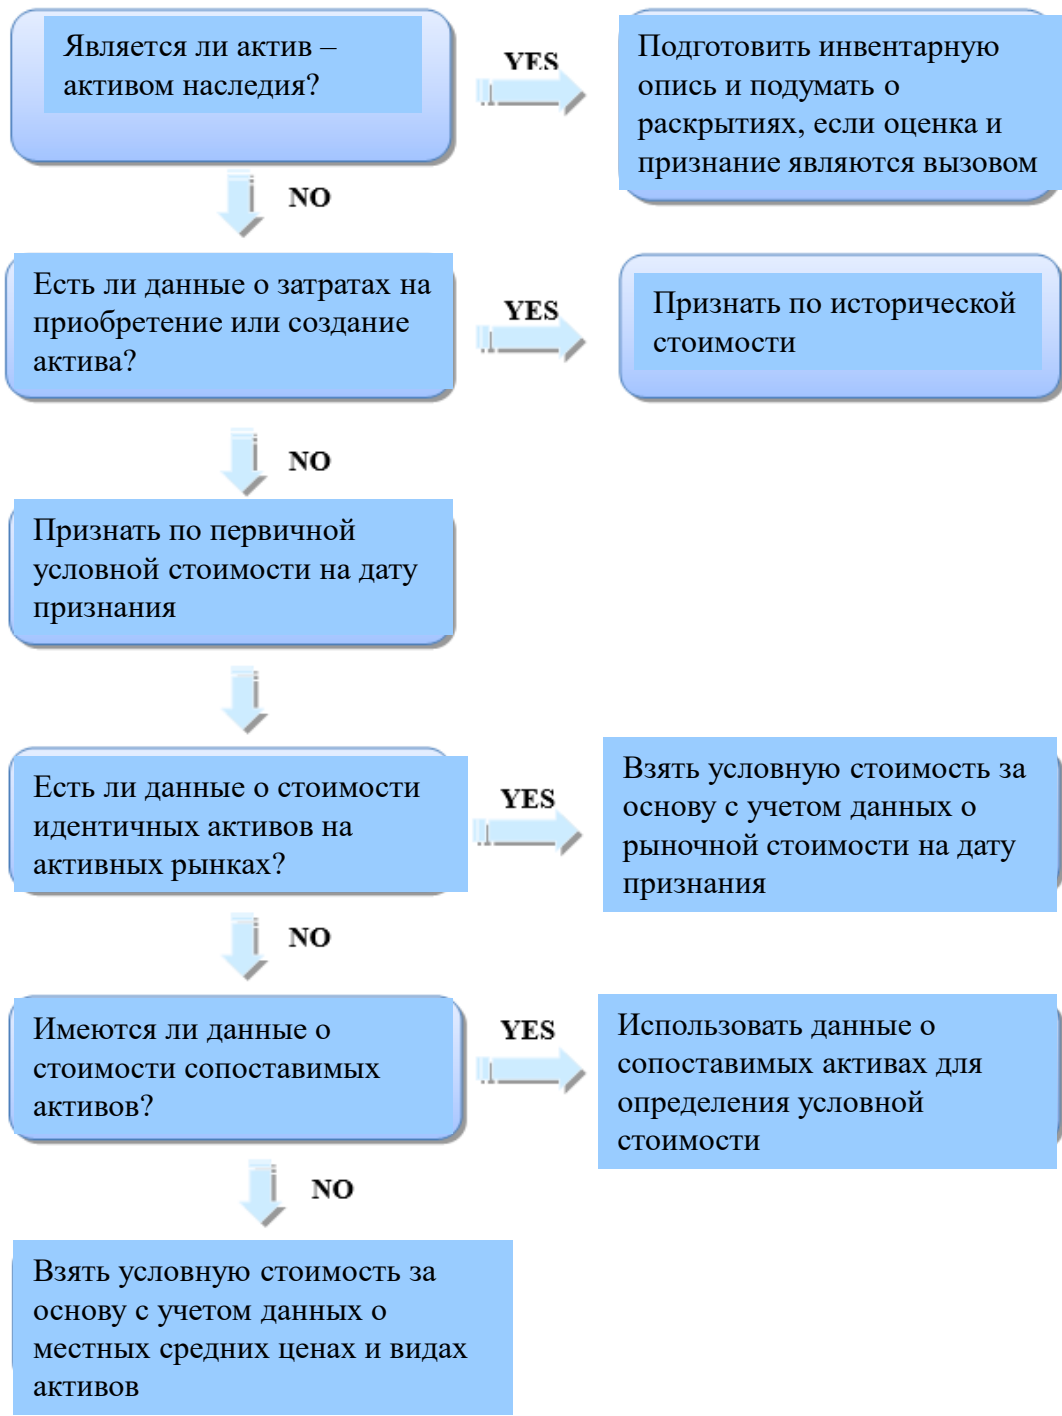 Является ли актив –
активом наследия?
YES
Подготовить инвентарную
опись и подумать о
раскрытиях, если оценка и
признание являются вызовом
NO
Есть ли данные о затратах на
приобретение или создание
актива?
YES
Признать по исторической
стоимости
NO
Признать по первичной
условной стоимости на дату
признания
Есть ли данные о стоимости
идентичных активов на
активных рынках?
YES
Взять условную стоимость за
основу с учетом данных о
рыночной стоимости на дату
признания
NO
Имеются ли данные о
стоимости сопоставимых
активов?
YES
Использовать данные о
сопоставимых активах для
определения условной
стоимости
NO
Взять условную стоимость за
основу с учетом данных о
местных средних ценах и видах
активов